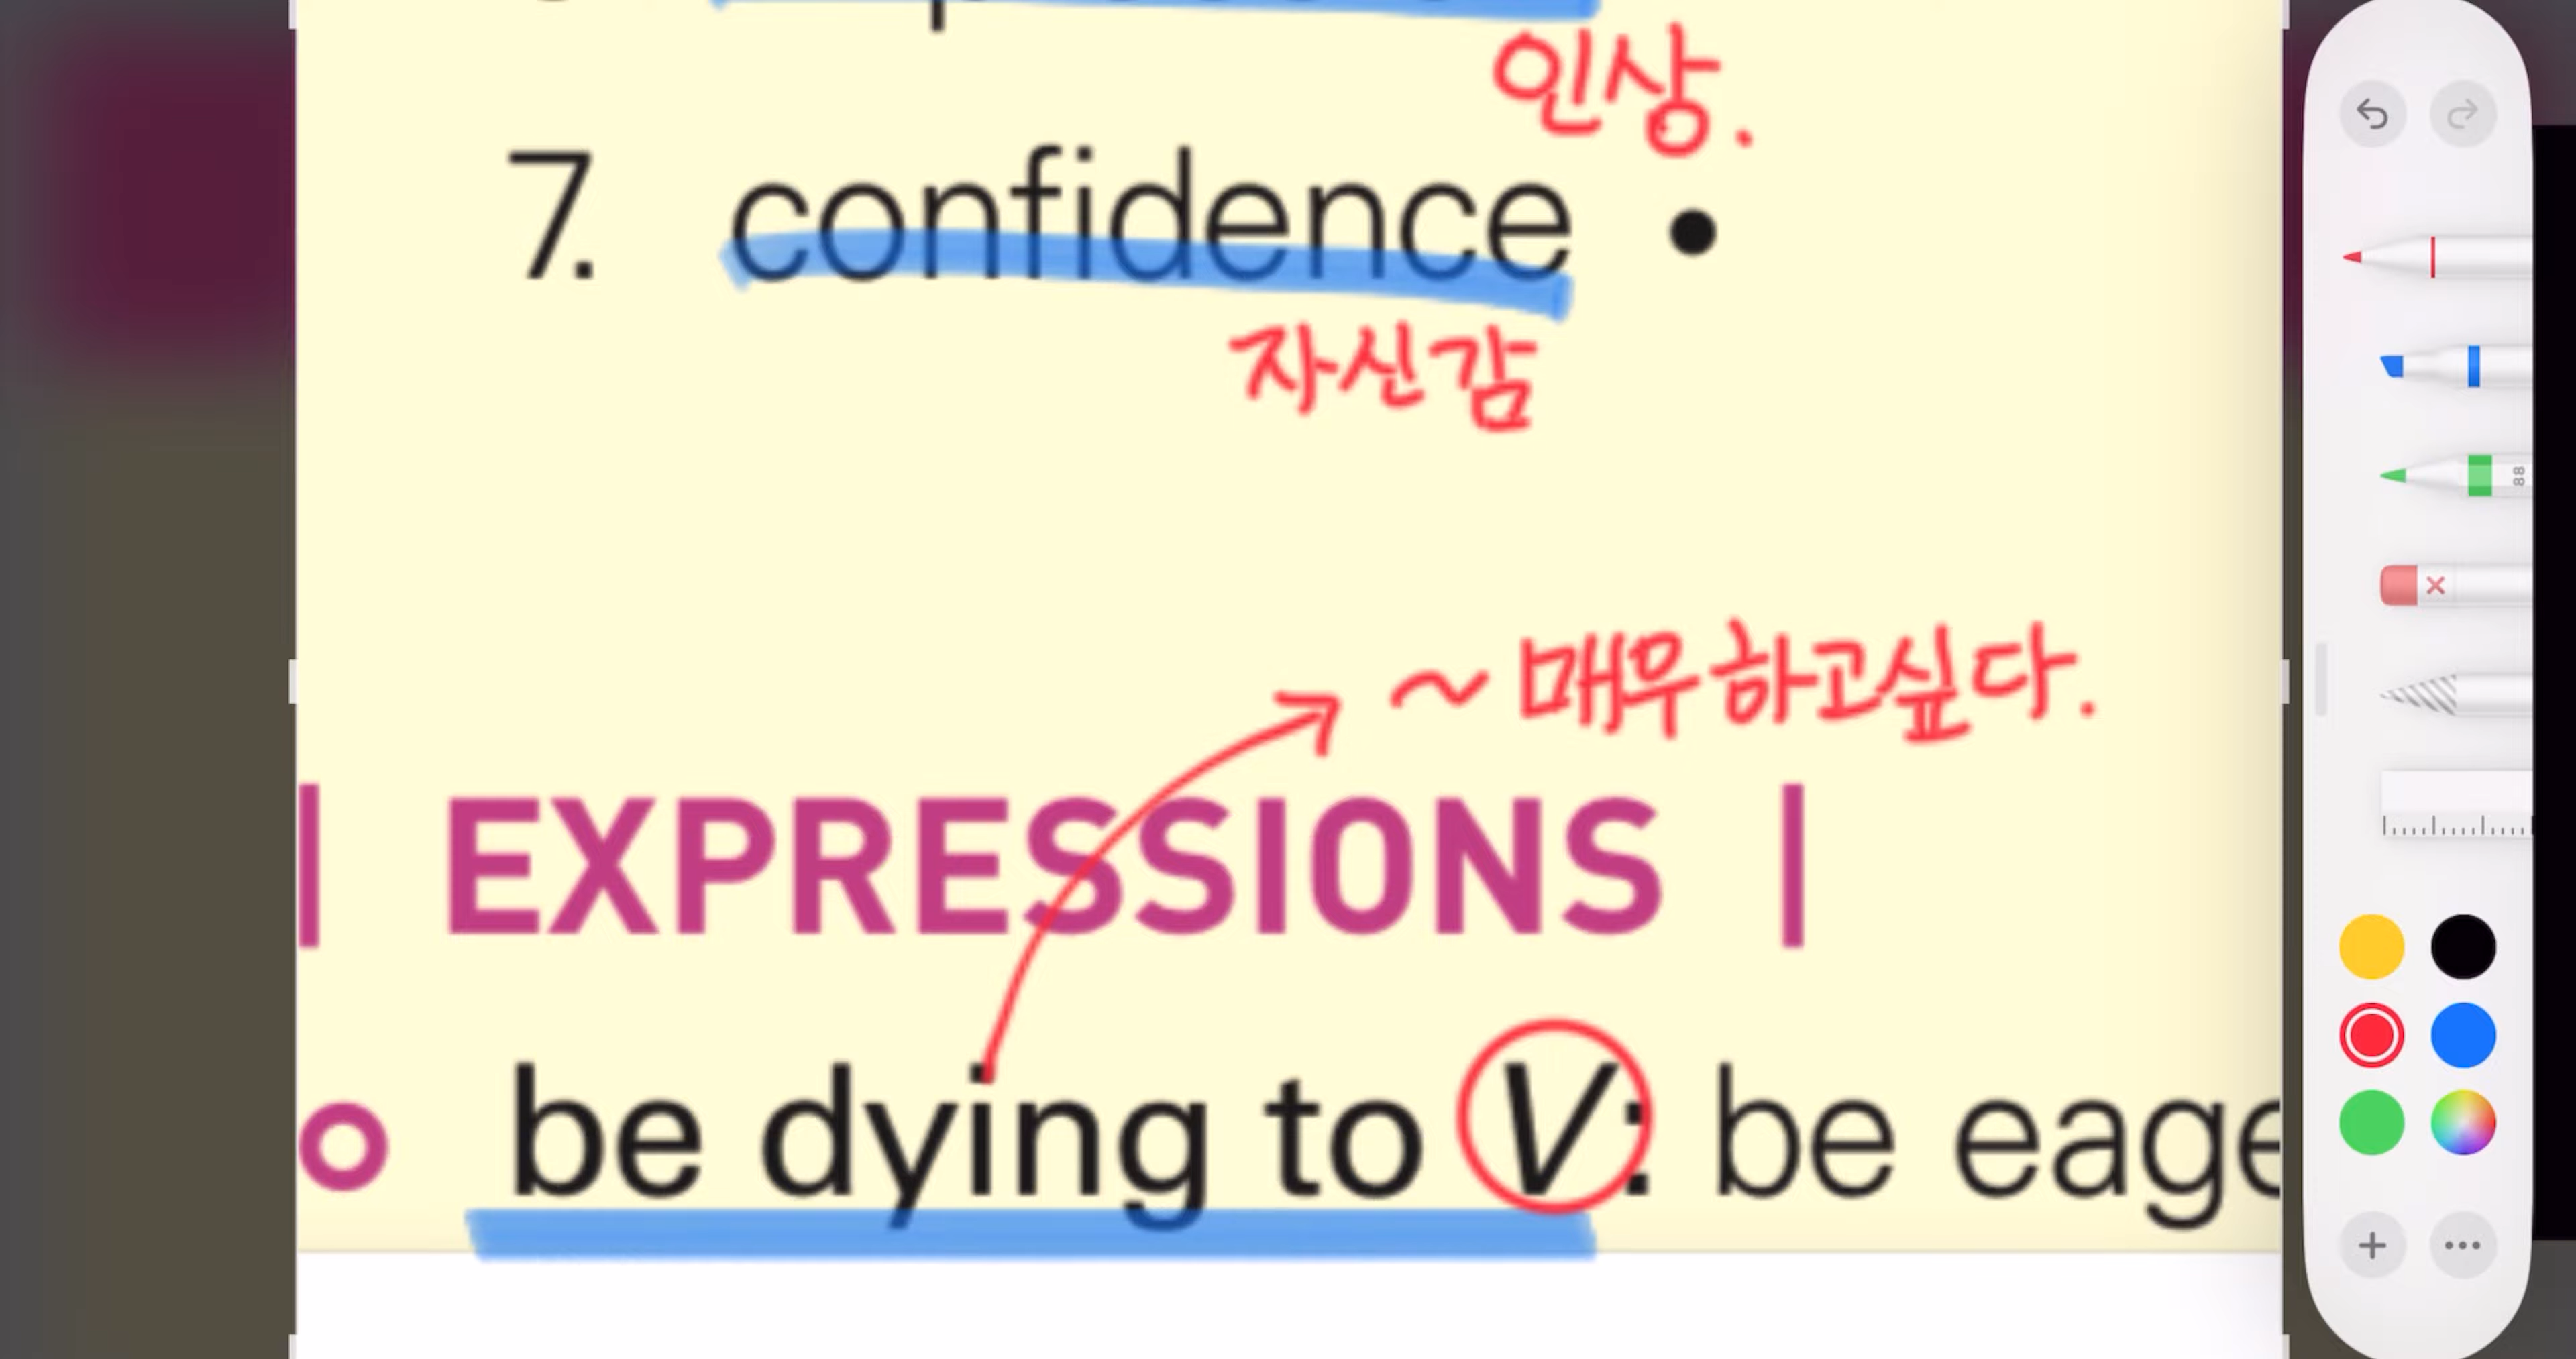 인상.
7. confidence •
자신감
~ 매우 하고싶다.
| EXPRESSIONS |
be dying to V: be eage
88